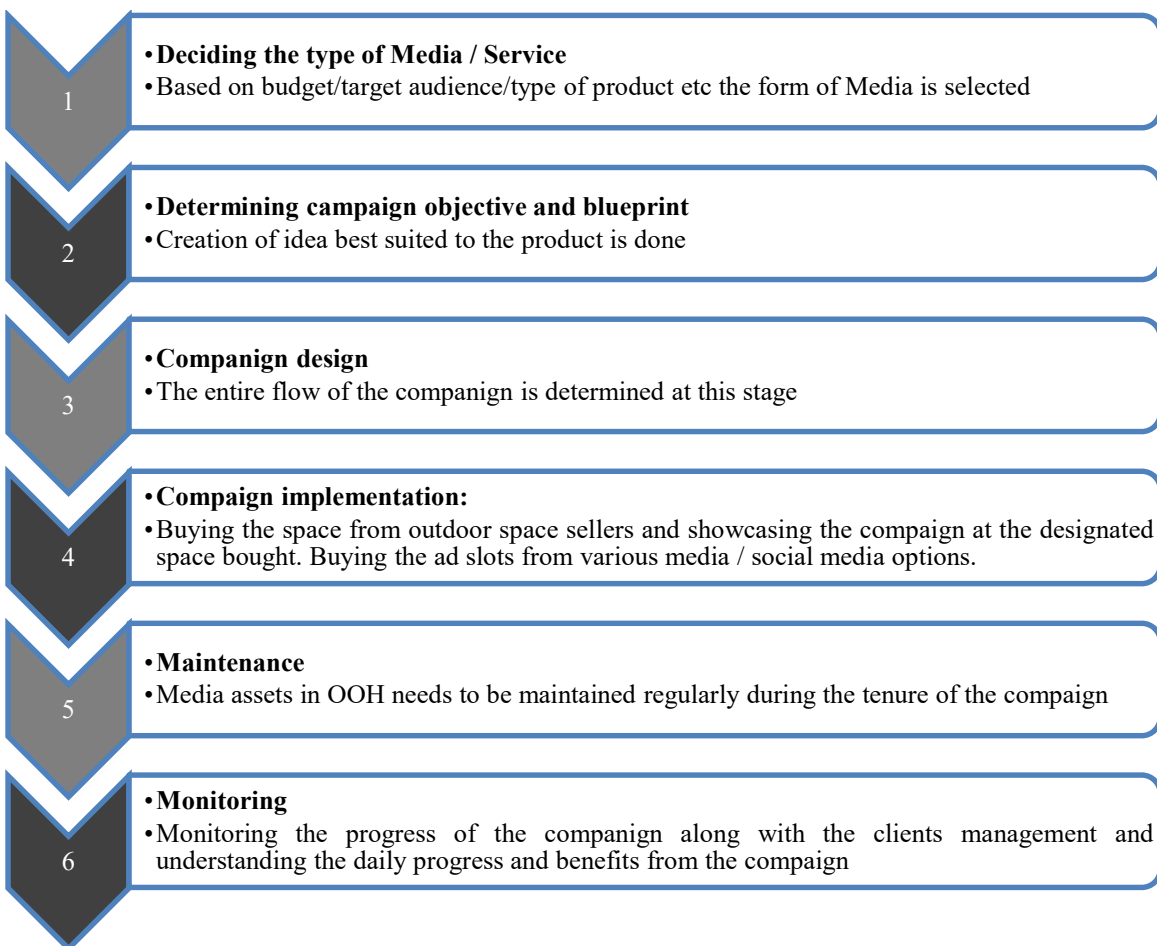 1
•Deciding the type of Media / Service
•Based on budget/target audience/type of product etc the form of Media is selected
2
•Determining campaign objective and blueprint
•Creation of idea best suited to the product is done
3
•Companign design
•The entire flow of the companign is determined at this stage
4
•Compaign implementation:
•Buying the space from outdoor space sellers and showcasing the compaign at the designated
space bought. Buying the ad slots from various media / social media options.
5
•Maintenance
•Media assets in OOH needs to be maintained regularly during the tenure of the compaign
6
•Monitoring
•Monitoring the progress of the companign along with the clients management and
understanding the daily progress and benefits from the compaign